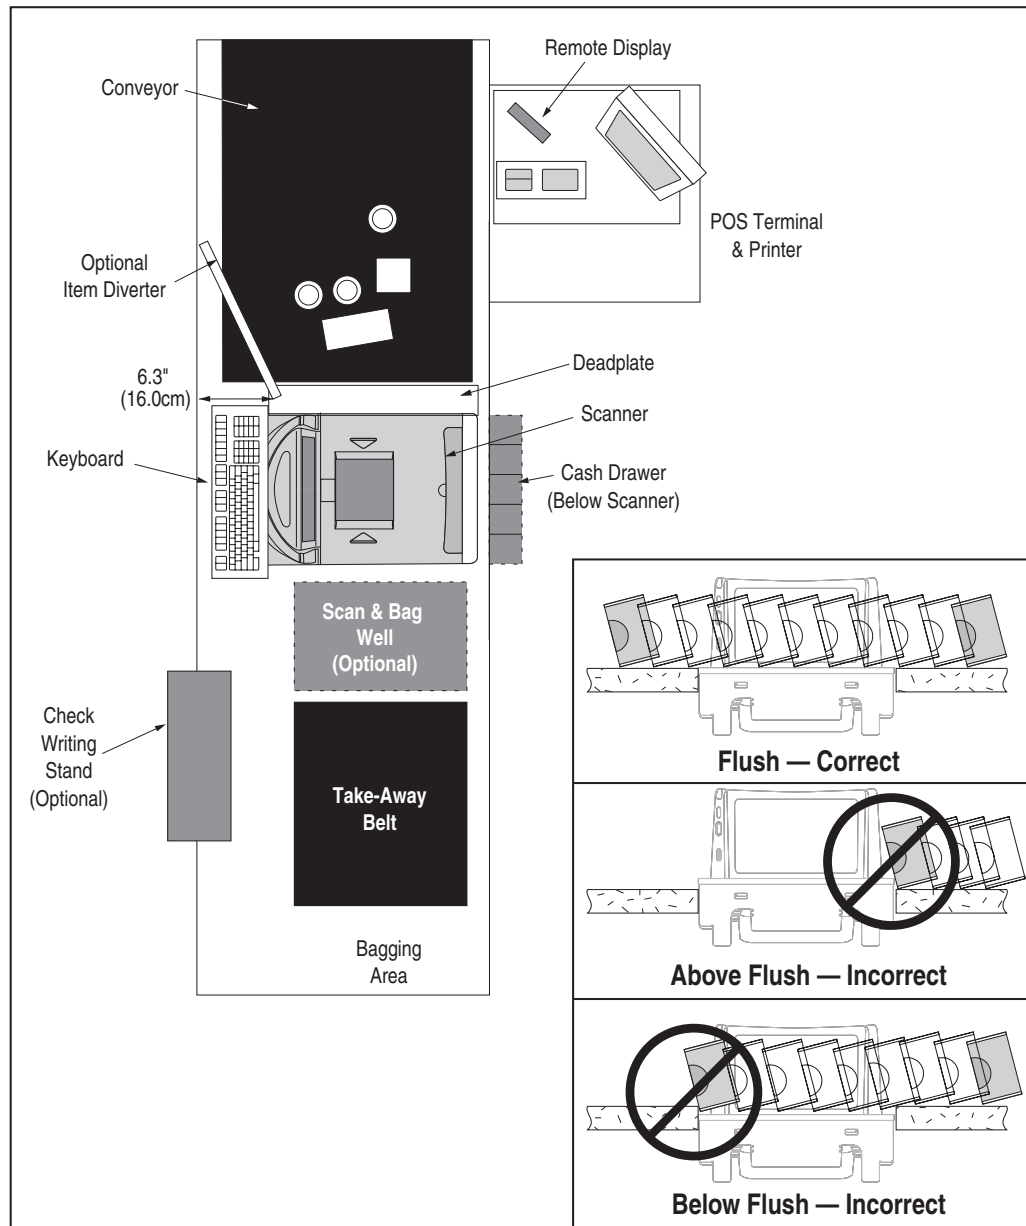 Remote Display
Conveyor
POS Terminal
& Printer
Optional
Item Diverter
6.3"
(16.0cm)
Deadplate
Scanner
Keyboard
Cash Drawer
(Below Scanner)
Scan & Bag
Well
(Optional)
Check
Writing
Stand
(Optional)
Take-Away
Belt
Bagging
Area
Flush — Correct
Above Flush — Incorrect
Below Flush — Incorrect